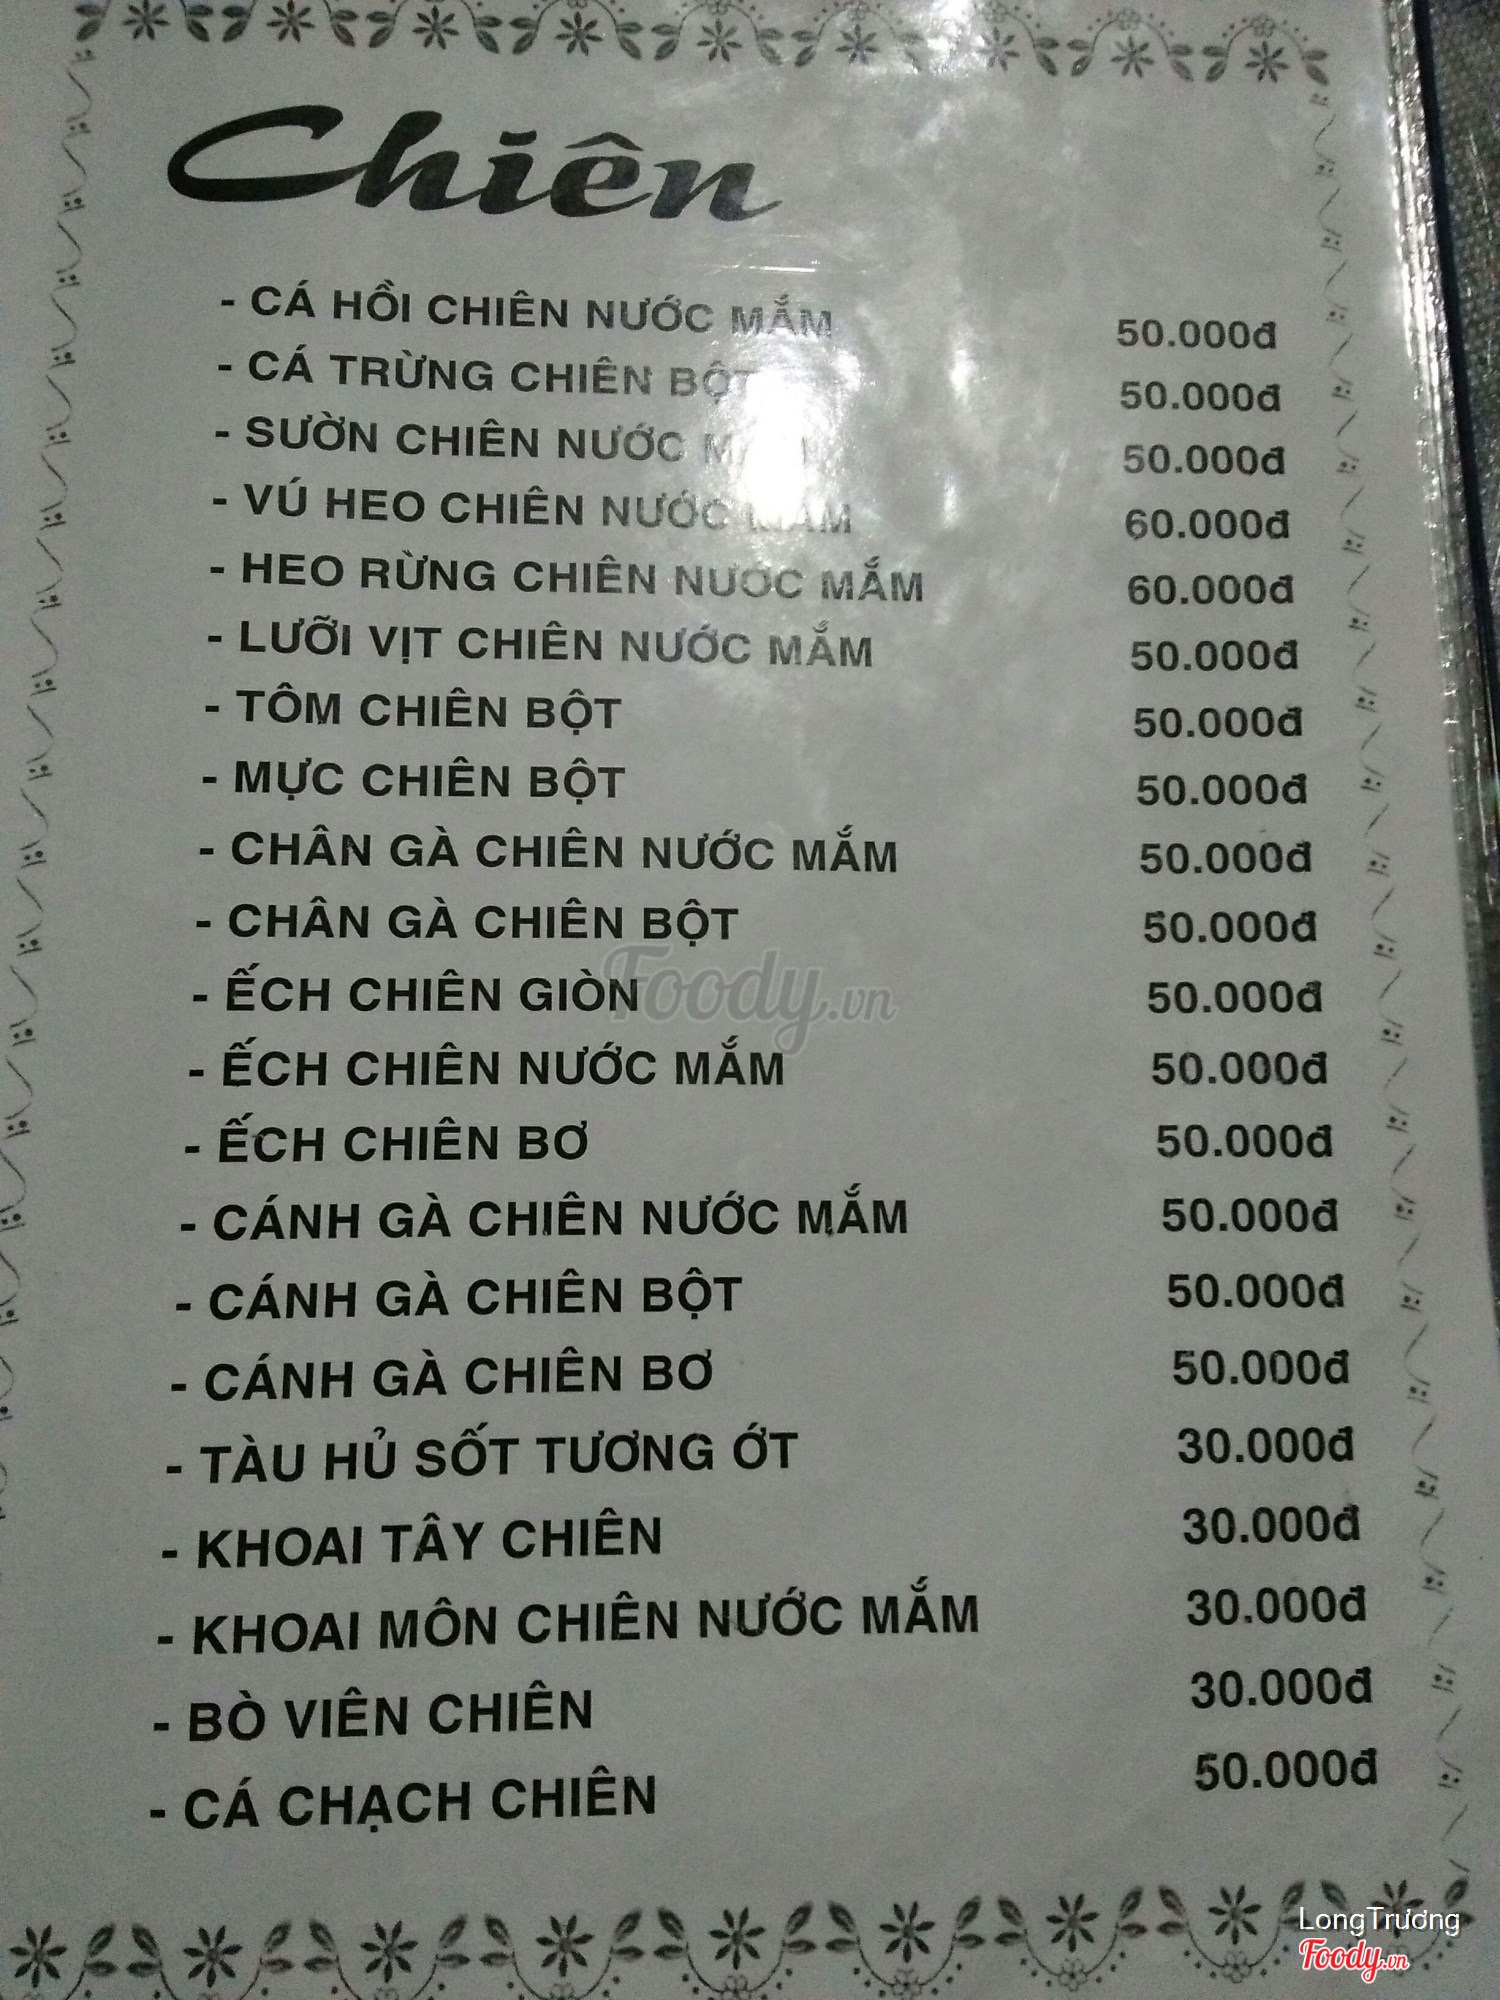 Chiên
- CÁ HỒI CHIÊN NƯỚC MẮM 50.000đ
- CÁ TRỪNG CHIÊN BỘT 50.000đ
- SƯỜN CHIÊN NƯỚC 50.000đ
- VÚ HEO CHIÊN NƯỚC MẮM 60.000đ
- HEO RỪNG CHIÊN NƯỚC MẮM 60.000đ
- LƯỠI VỊT CHIÊN NƯỚC MẮM 50.000đ
- TÔM CHIÊN BỘT 50.000đ
- MỰC CHIÊN BỘT 50.000đ
- CHÂN GÀ CHIÊN NƯỚC MẮM 50.000đ
- CHÂN GÀ CHIÊN BỘT 50.000đ
- ẾCH CHIÊN GIÒN 50.000đ
Foody.vn
- ẾCH CHIÊN NƯỚC MẮM 50.000đ
- ẾCH CHIÊN BƠ 50.000đ
- CÁNH GÀ CHIÊN NƯỚC MẮM 50.000đ
- CÁNH GÀ CHIÊN BỘT 50.000đ
- CÁNH GÀ CHIÊN BƠ 50.000đ
- TÀU HỦ SỐT TƯƠNG ỚT 30.000đ
- KHOAI TÂY CHIÊN 30.000đ
- KHOAI MÔN CHIÊN NƯỚC MẮM 30.000đ
- BÒ VIÊN CHIÊN 30.000đ
- CÁ CHẠCH CHIÊN 50.000đ
LongTrương
Foody.vn